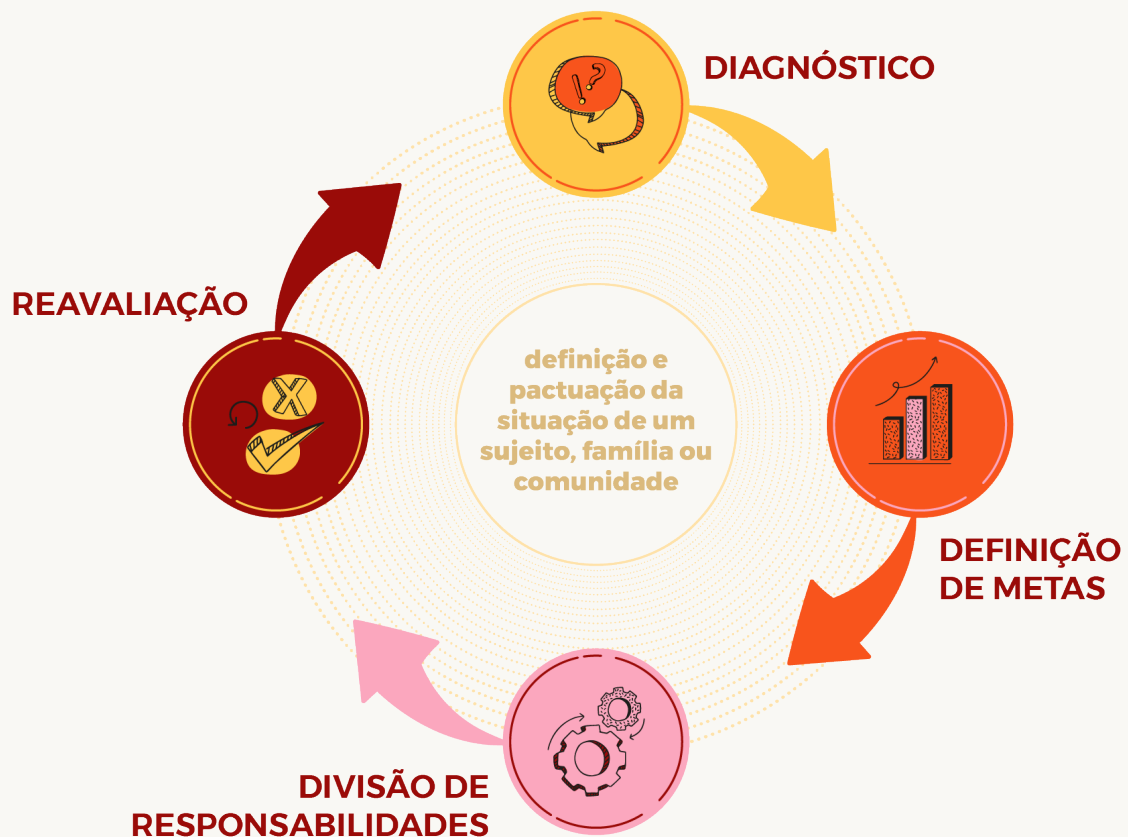 DIAGNÓSTICO
REAVALIAÇÃO
definição e
pactuação da
situação de um
sujeito, família ou
comunidade
DEFINIÇÃO
DE METAS
DIVISÃO DE
RESPONSABILIDADES